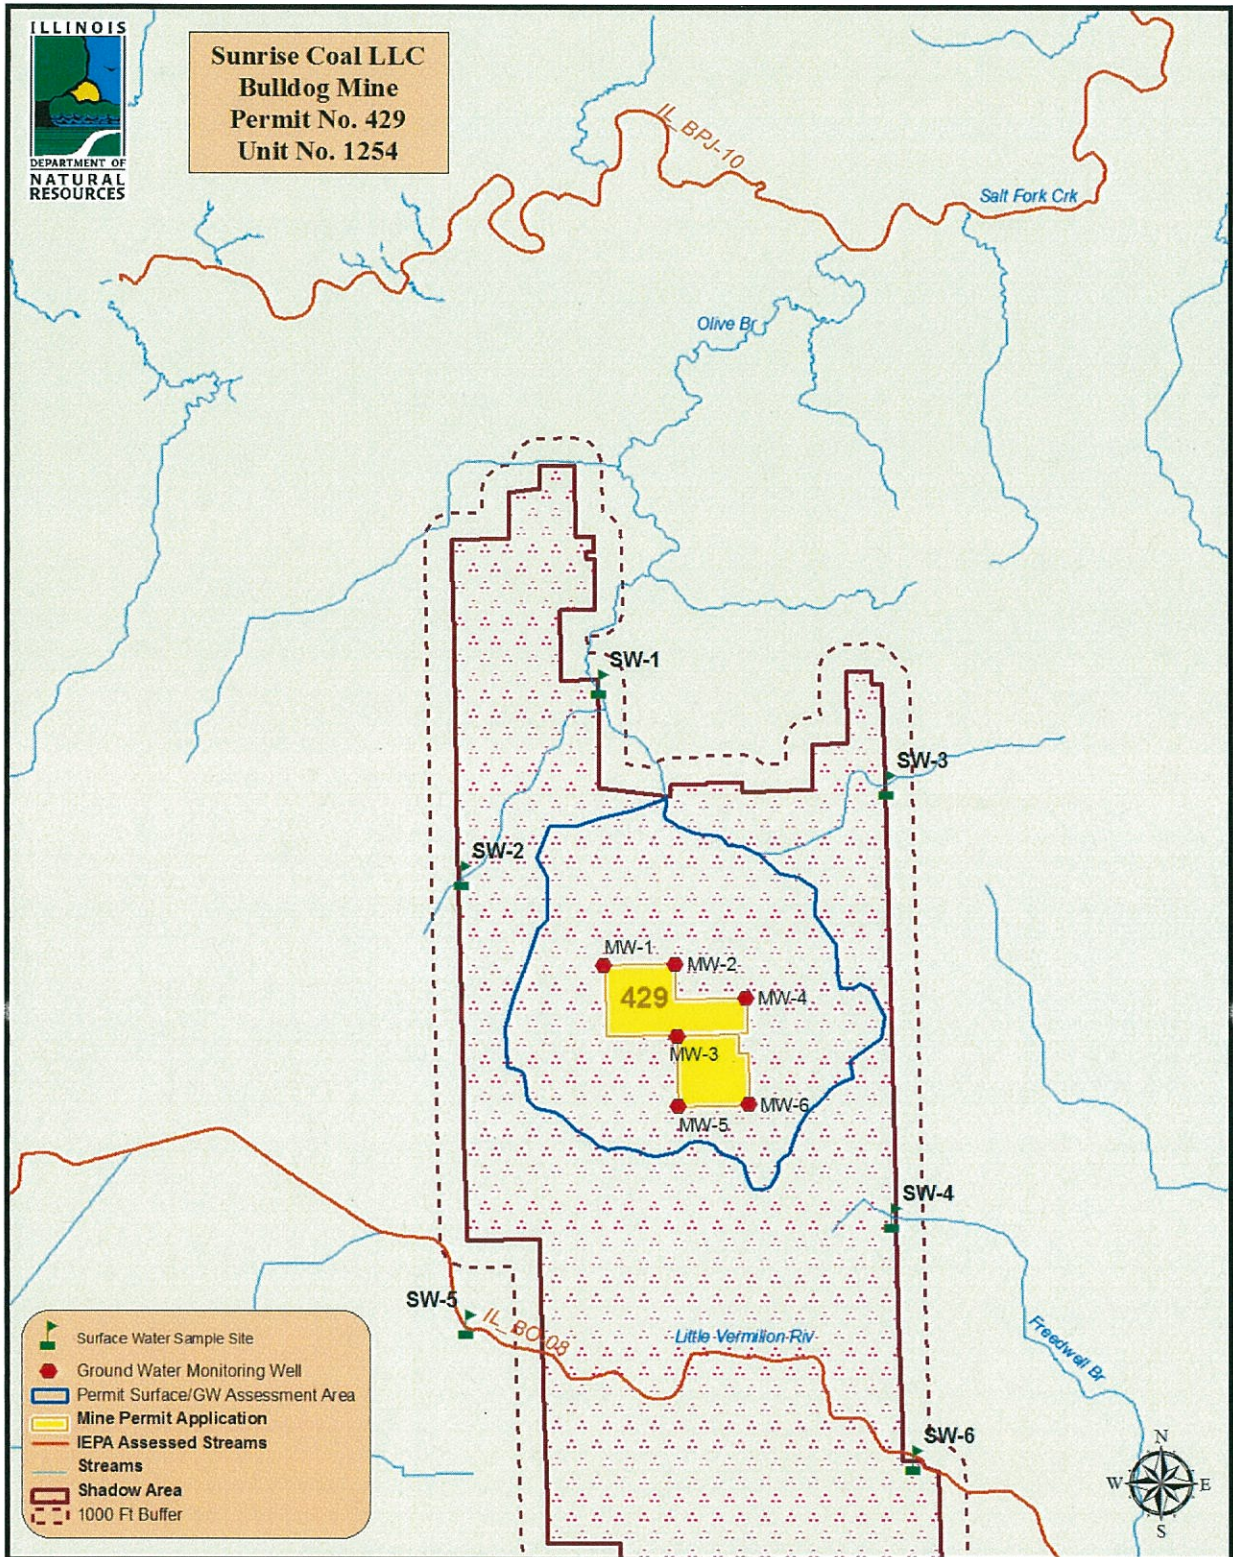 ILLINOIS
DEPARTMENT OF
NATURAL
RESOURCES
Sunrise Coal LLC
Bulldog Mine
Permit No. 429
Unit No. 1254
IL_BPJ-10
Salt Fork Crk
Olive Br
SW-1
SW-3
SW-2
MW-1
MW-2
429
MW-4
MW-3
MW-6
MW-5
SW-4
SW-5
IL_BO-08
Little Vermilion Riv
Freedwell Br
SW-6
Surface Water Sample Site
Ground Water Monitoring Well
Permit Surface/GW Assessment Area
Mine Permit Application
IEPA Assessed Streams
Streams
Shadow Area
1000 Ft Buffer
N
W E
S